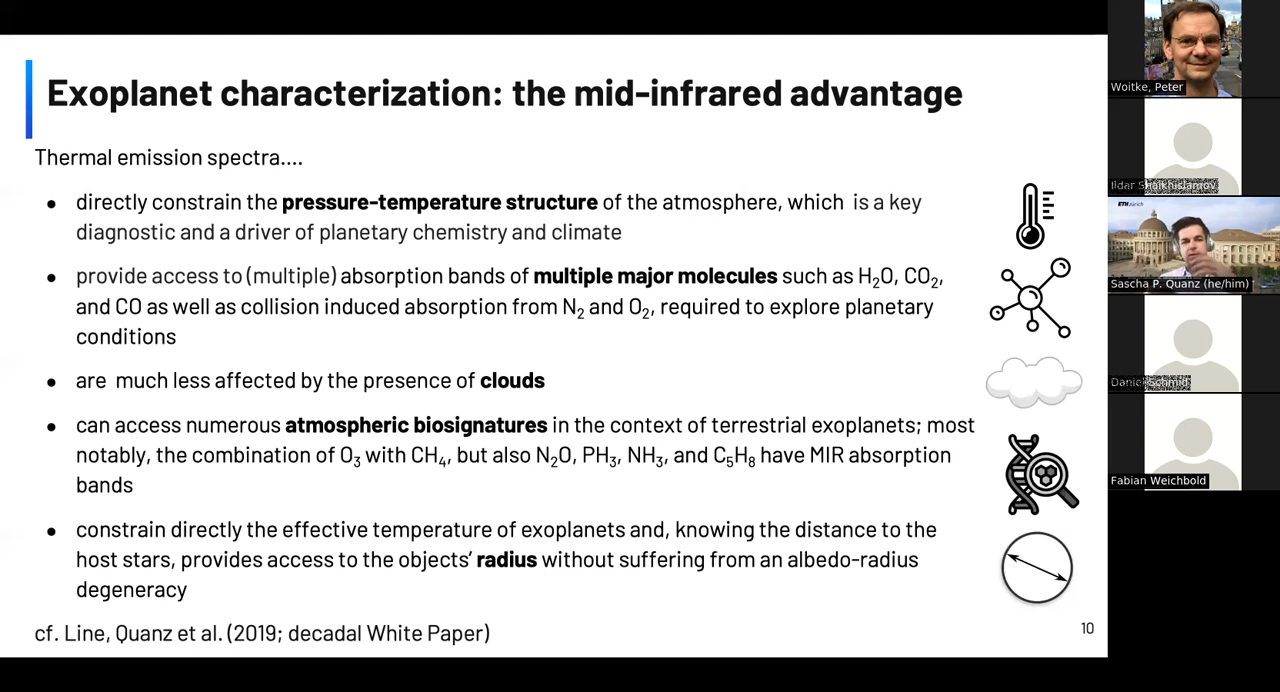 Exoplanet characterization: the mid-infrared advantage
Thermal emission spectra....
• directly constrain the pressure-temperature structure of the atmosphere, which is a key
diagnostic and a driver of planetary chemistry and climate
• provide access to (multiple) absorption bands of multiple major molecules such as H₂O, CO₂,
and CO as well as collision induced absorption from N₂ and O₂, required to explore planetary
conditions
• are much less affected by the presence of clouds
• can access numerous atmospheric biosignatures in the context of terrestrial exoplanets; most
notably, the combination of O₃ with CH₄, but also N₂O, PH₃, NH₃, and C₅H₈ have MIR absorption
bands
• constrain directly the effective temperature of exoplanets and, knowing the distance to the
host stars, provides access to the objects' radius without suffering from an albedo-radius
degeneracy
cf. Line, Quanz et al. (2019; decadal White Paper)
10
Woitke, Peter
Ildar Shaikhislamov
ETH zürich
Sascha P. Quanz (he/him)
Daniel Schmid
Fabian Weichbold